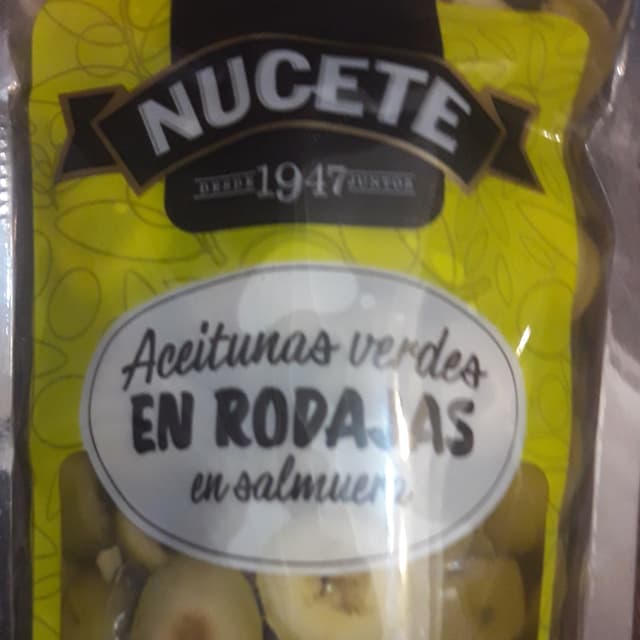 NUCETE
DESDE 1947 JUNTOS
Aceitunas verdes
EN RODAJAS
en salmuera